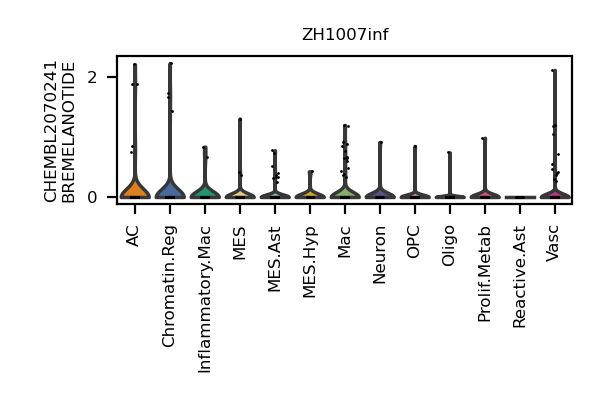 ZH1007inf
CHEMBL2070241
BREMELANOTIDE
2
0
AC
Chromatin.Reg
Inflammatory.Mac
MES
MES.Ast
MES.Hyp
Mac
Neuron
OPC
Oligo
Prolif.Metab
Reactive.Ast
Vasc